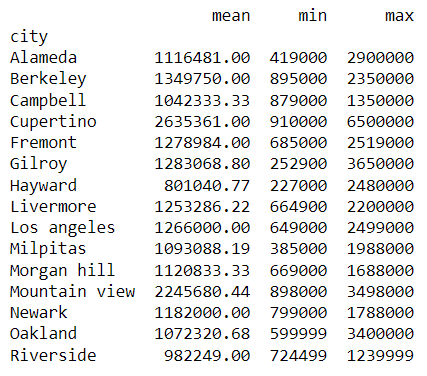 mean min max
city
Alameda 1116481.00 419000 2900000
Berkeley 1349750.00 895000 2350000
Campbell 1042333.33 879000 1350000
Cupertino 2635361.00 910000 6500000
Fremont 1278984.00 685000 2519000
Gilroy 1283068.80 252900 3650000
Hayward 801040.77 227000 2480000
Livermore 1253286.22 664900 2200000
Los angeles 1266000.00 649000 2499000
Milpitas 1093088.19 385000 1988000
Morgan hill 1120833.33 669000 1688000
Mountain view 2245680.44 898000 3498000
Newark 1182000.00 799000 1788000
Oakland 1072320.68 599999 3400000
Riverside 982249.00 724499 1239999